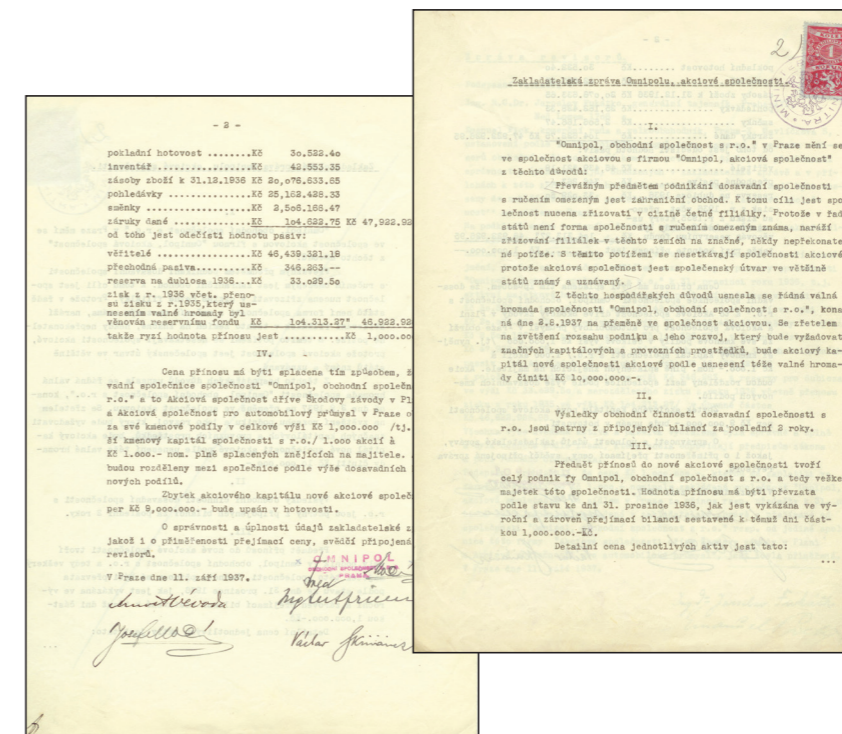 2)
Zakladatelská zpráva Omnipolu, akciové společnosti.
I.
"Omnipol, obchodní společnost s r.o." v Praze mění se
ve společnost akciovou s firmou "Omnipol, akciová společnost"
z těchto důvodů:
Převážným předmětem podnikání dosavadní společnosti
s ručením omezeným jest zahraniční obchod. K tomu cíli jest spo
lečnost nucena zřizovati v cizině četné filiálky. Protože v řad
států není forma společnosti s ručením omezeným známa, naráží
zřizování filiálek v těchto zemích na značné, někdy nepřekonate
né potíže. S těmito potížemi se nesetkávají společnosti akciové
protože akciová společnost jest společenský útvar ve většině
států známý a uznávaný.
Z těchto hospodářských důvodů usnesla se řádná valná
hromada společnosti "Omnipol, obchodní společnost s r.o.", kona
ná dne 2.8.1937 na přeměně ve společnost akciovou. Se zřetelem
na zvětšení rozsahu podniku a jeho rozvoj, který bude vyžadovat
značných kapitálových a provozních prostředků, bude akciový ka-
pitál nové společnosti akciové podle usnesení téže valné hroma-
dy činiti Kč 10,000.000.-.
II.
Výsledky obchodní činnosti dosavadní společnosti s
r.o. jsou patrny z připojených bilancí za poslední 2 roky.
III.
Předmět přínosů do nové akciové společnosti tvoří
celý podnik fy Omnipol, obchodní společnost s r.o. a tedy veške
majetek této společnosti. Hodnota přínosu má býti převzata
podle stavu ke dni 31. prosince 1936, jak jest vykázána ve vý-
roční a zároveň přejímací bilanci sestavené k témuž dni část-
kou 1,000.000.-Kč.
Detailní cena jednotlivých aktiv jest tato:
...
- 2 -
pokladní hotovost ........Kč 30.522.40
inventář .................Kč 42.553.35
zásoby zboží k 31.12.1936 Kč 20,076.633.65
pohledávky ...............Kč 25,162.428.33
směnky ...................Kč 2,506.166.47
záruky dané ..............Kč 104.622.75 Kč 47,922.92
od toho jest odečísti hodnotu pasiv:
věřitelé .................Kč 46,439.321.18
přechodná pasiva..........Kč 346.263.--
reserva na dubiosa 1936...Kč 33.029.50
zisk z r. 1936 včet. přeno-
su zisku z r.1935,který us-
nesením valné hromady byl
věnován reservnímu fondu Kč 104.313.27" 46,922.92
takže ryzí hodnota přínosu jest ...........Kč 1,000.00
IV.
Cena přínosu má býti splacena tím způsobem, ž
vadní společnice společnosti "Omnipol, obchodní společn
r.o." a to Akciová společnost dříve Škodovy závody v Pl
a Akciová společnost pro automobilový průmysl v Praze o
za své kmenové podíly v celkové výši Kč 1,000.000 /tj.
ší kmenový kapitál společnosti s r.o./ 1.000 akcií à
Kč 1.000.- nom. plně splacených znějících na majitele.
budou rozděleny mezi společnice podle výše dosavadních
nových podílů.
Zbytek akciového kapitálu nové akciové společ
per Kč 9,000.000.- bude upsán v hotovosti.
O správnosti a úplnosti údajů zakladatelské z
jakož i o přiměřenosti přejímací ceny, svědčí připojená
revisorů.
OMNIPOL
V Praze dne 11. září 1937.
Václav